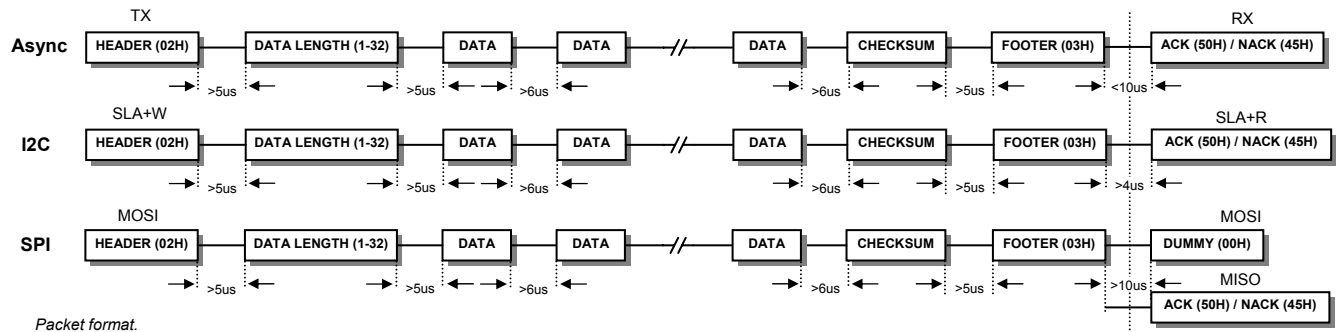 TX RX
Async HEADER (02H) DATA LENGTH (1-32) DATA DATA DATA CHECKSUM FOOTER (03H) ACK (50H) / NACK (45H)
>5us >5us >6us >6us >5us <10us
SLA+W SLA+R
I2C HEADER (02H) DATA LENGTH (1-32) DATA DATA DATA CHECKSUM FOOTER (03H) ACK (50H) / NACK (45H)
>5us >5us >6us >6us >5us >4us
MOSI MOSI
SPI HEADER (02H) DATA LENGTH (1-32) DATA DATA DATA CHECKSUM FOOTER (03H) DUMMY (00H)
>5us >5us >6us >6us >5us >10us
MISO
ACK (50H) / NACK (45H)
Packet format.